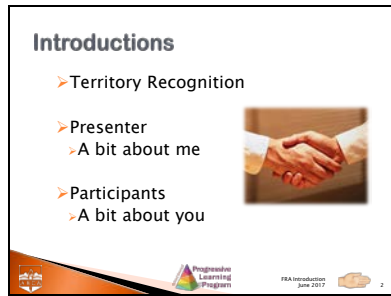 Introductions
➢Territory Recognition
➢Presenter
➢A bit about me
➢Participants
➢A bit about you
Progressive
Learning
Program
FRA Introduction
June 2017
2